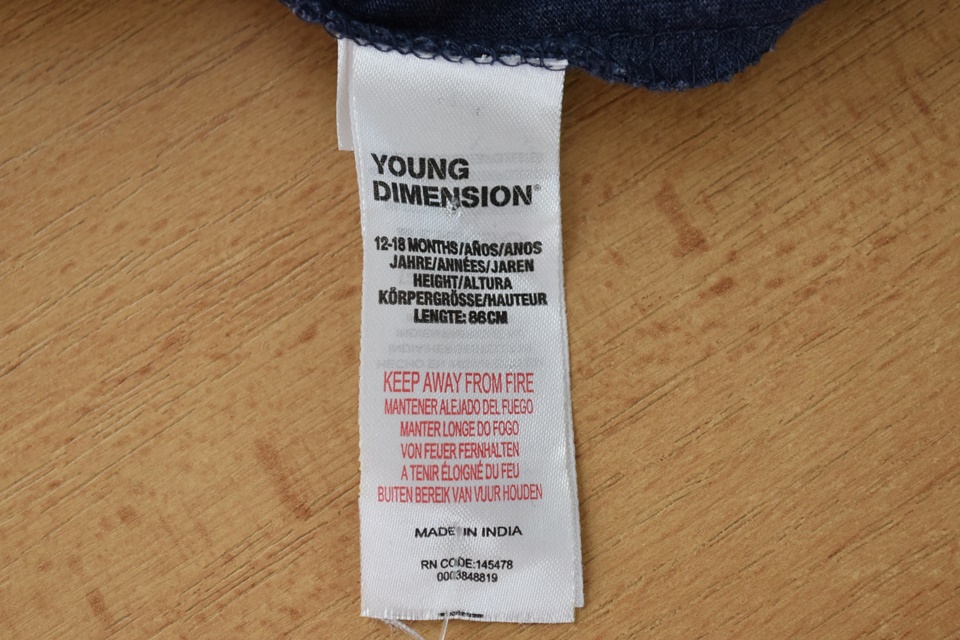 YOUNG
DIMENSION®
12-18 MONTHS/AÑOS/ANOS
JAHRE/ANNÉES/JAREN
HEIGHT/ALTURA
KÖRPERGRÖSSE/HAUTEUR
LENGTE: 86CM
KEEP AWAY FROM FIRE
MANTENER ALEJADO DEL FUEGO
MANTER LONGE DO FOGO
VON FEUER FERNHALTEN
A TENIR ÉLOIGNÉ DU FEU
BUITEN BEREIK VAN VUUR HOUDEN
MADE IN INDIA
RN CODE:145478